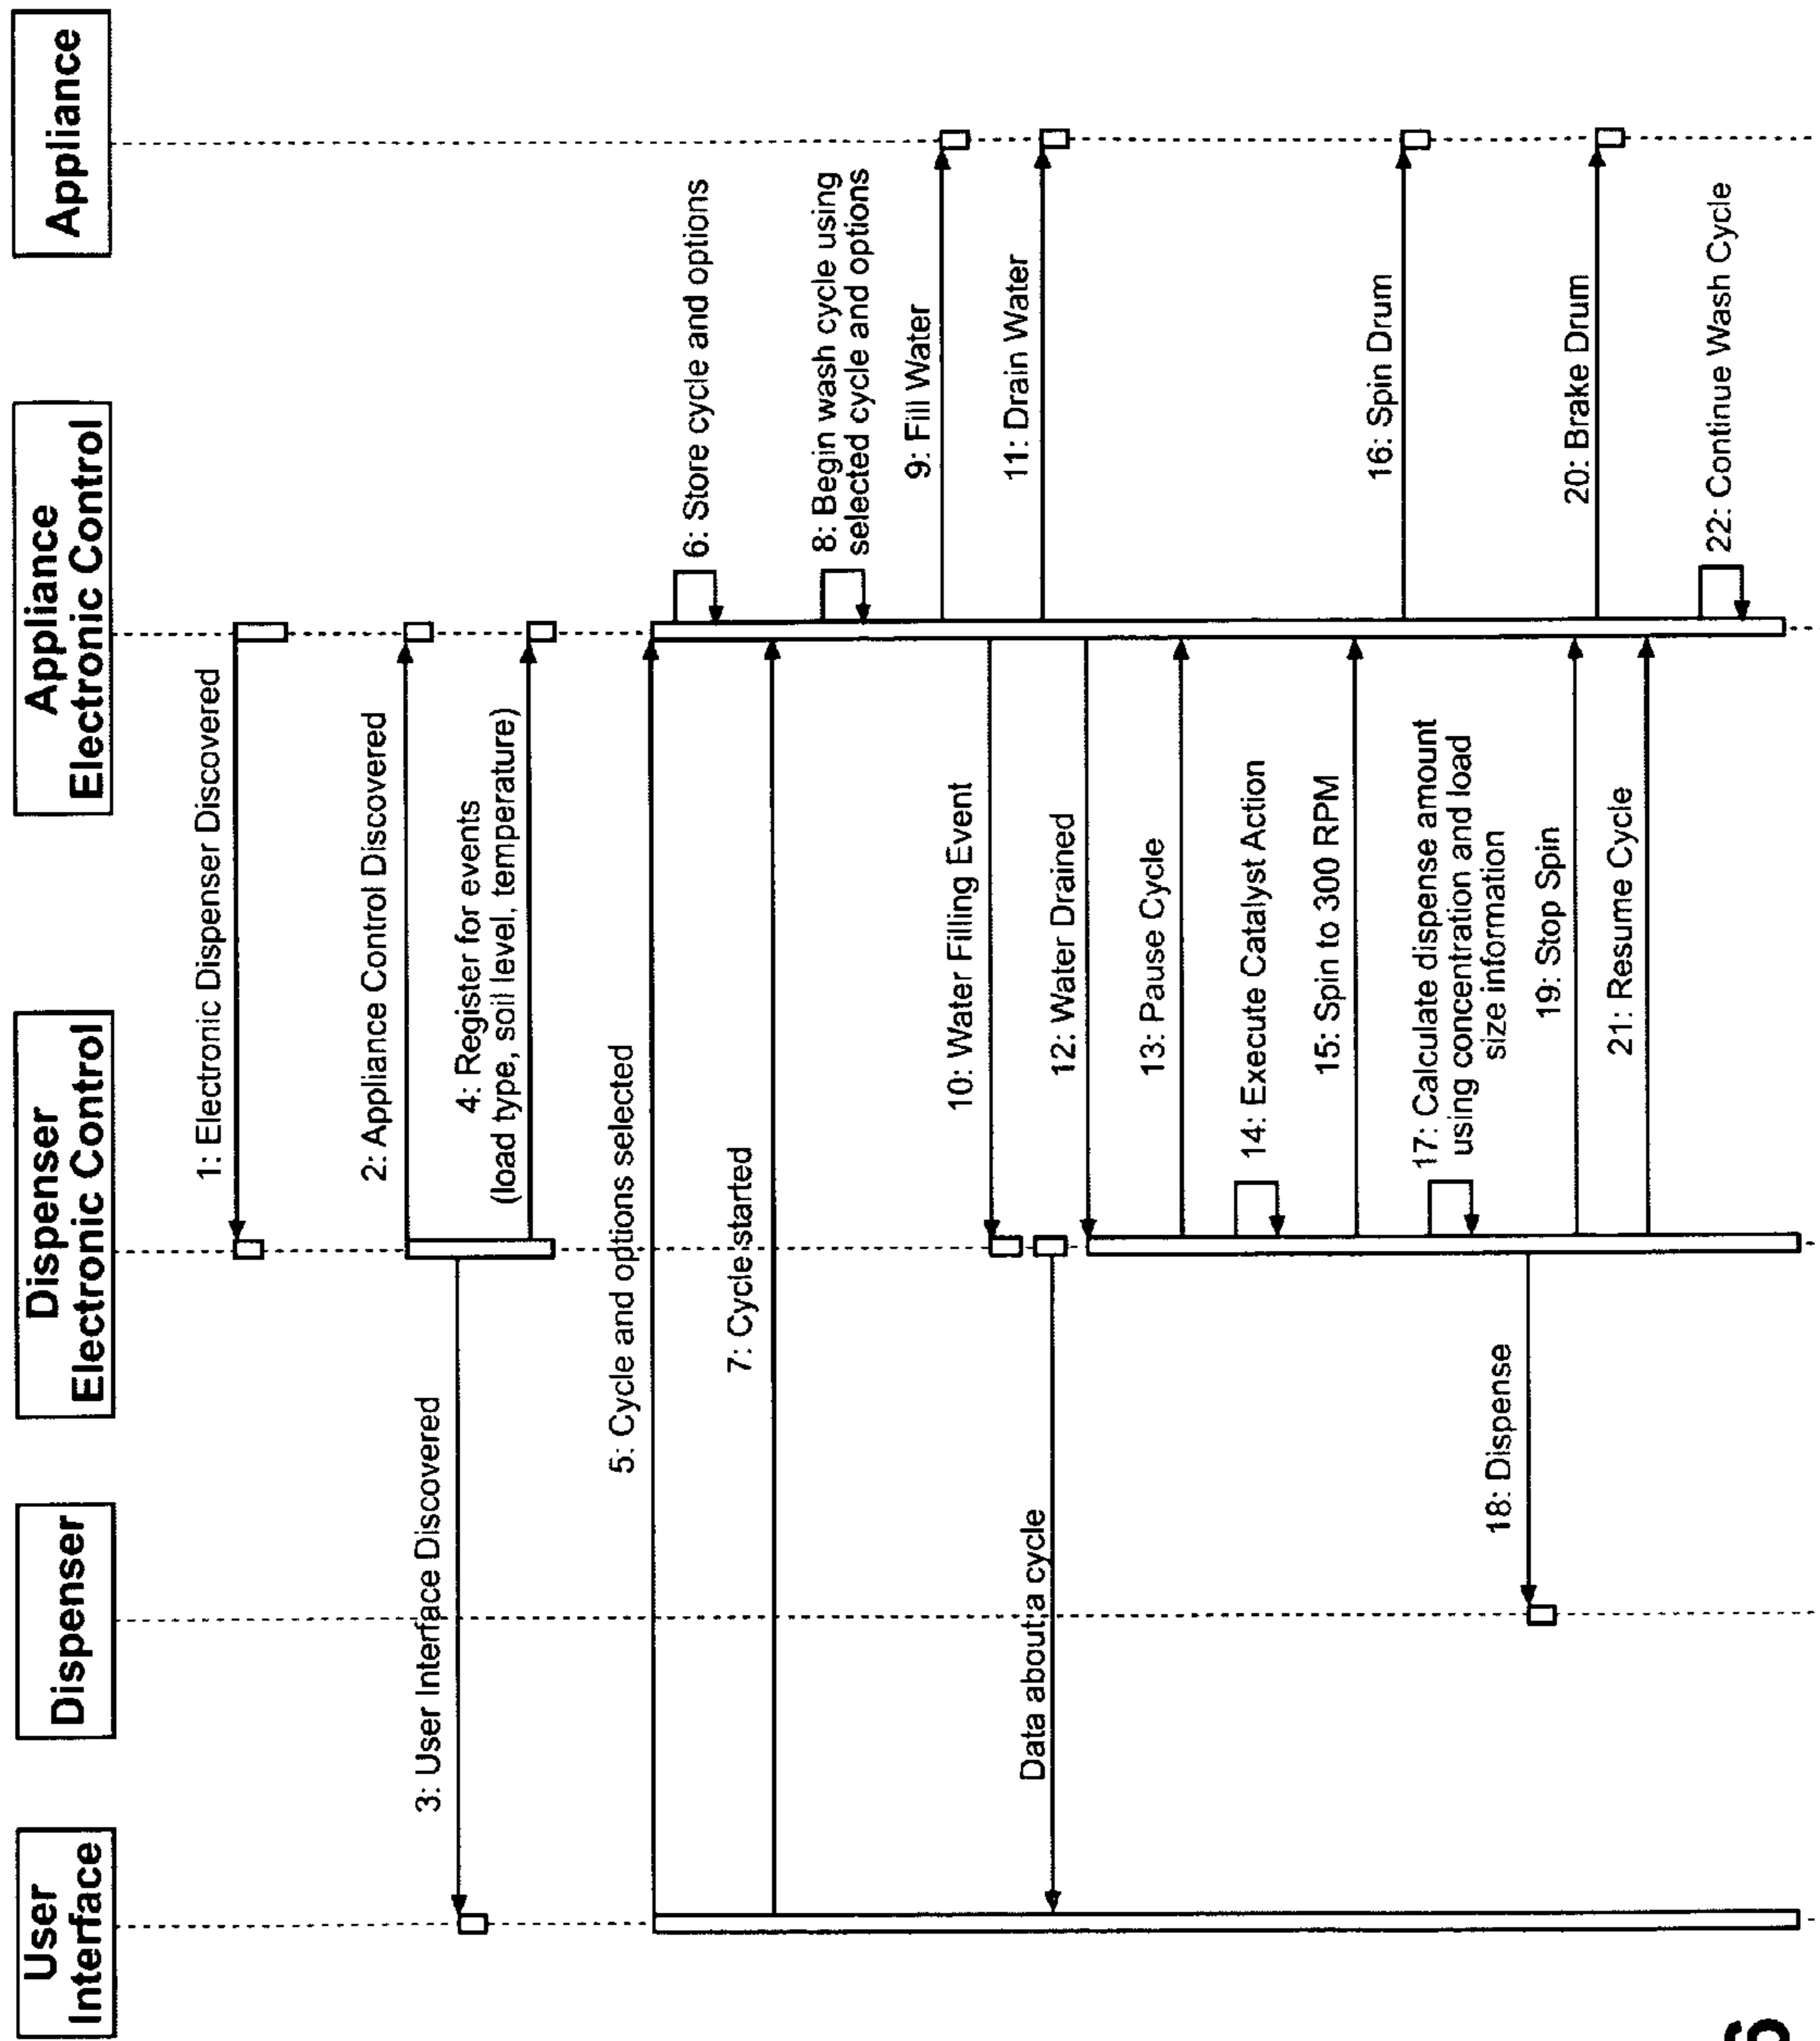 User
Interface
Dispenser
Dispenser
Electronic Control
Appliance
Electronic Control
Appliance
1: Electronic Dispenser Discovered
2: Appliance Control Discovered
3: User Interface Discovered
4: Register for events
(load type, soil level, temperature)
5: Cycle and options selected
6: Store cycle and options
7: Cycle started
8: Begin wash cycle using
selected cycle and options
9: Fill Water
10: Water Filling Event
11: Drain Water
Data about a cycle
12: Water Drained
13: Pause Cycle
14: Execute Catalyst Action
15: Spin to 300 RPM
16: Spin Drum
17: Calculate dispense amount
using concentration and load
size information
18: Dispense
19: Stop Spin
20: Brake Drum
21: Resume Cycle
22: Continue Wash Cycle